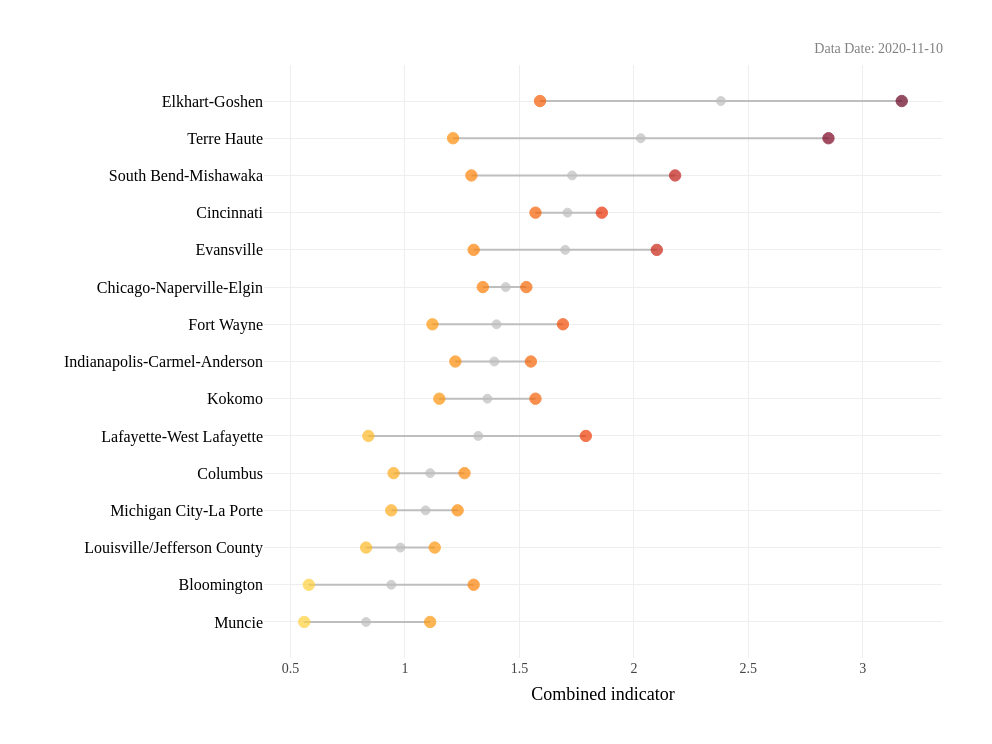 Data Date: 2020-11-10
Elkhart-Goshen
Terre Haute
South Bend-Mishawaka
Cincinnati
Evansville
Chicago-Naperville-Elgin
Fort Wayne
Indianapolis-Carmel-Anderson
Kokomo
Lafayette-West Lafayette
Columbus
Michigan City-La Porte
Louisville/Jefferson County
Bloomington
Muncie
0.5 1 1.5 2 2.5 3
Combined indicator